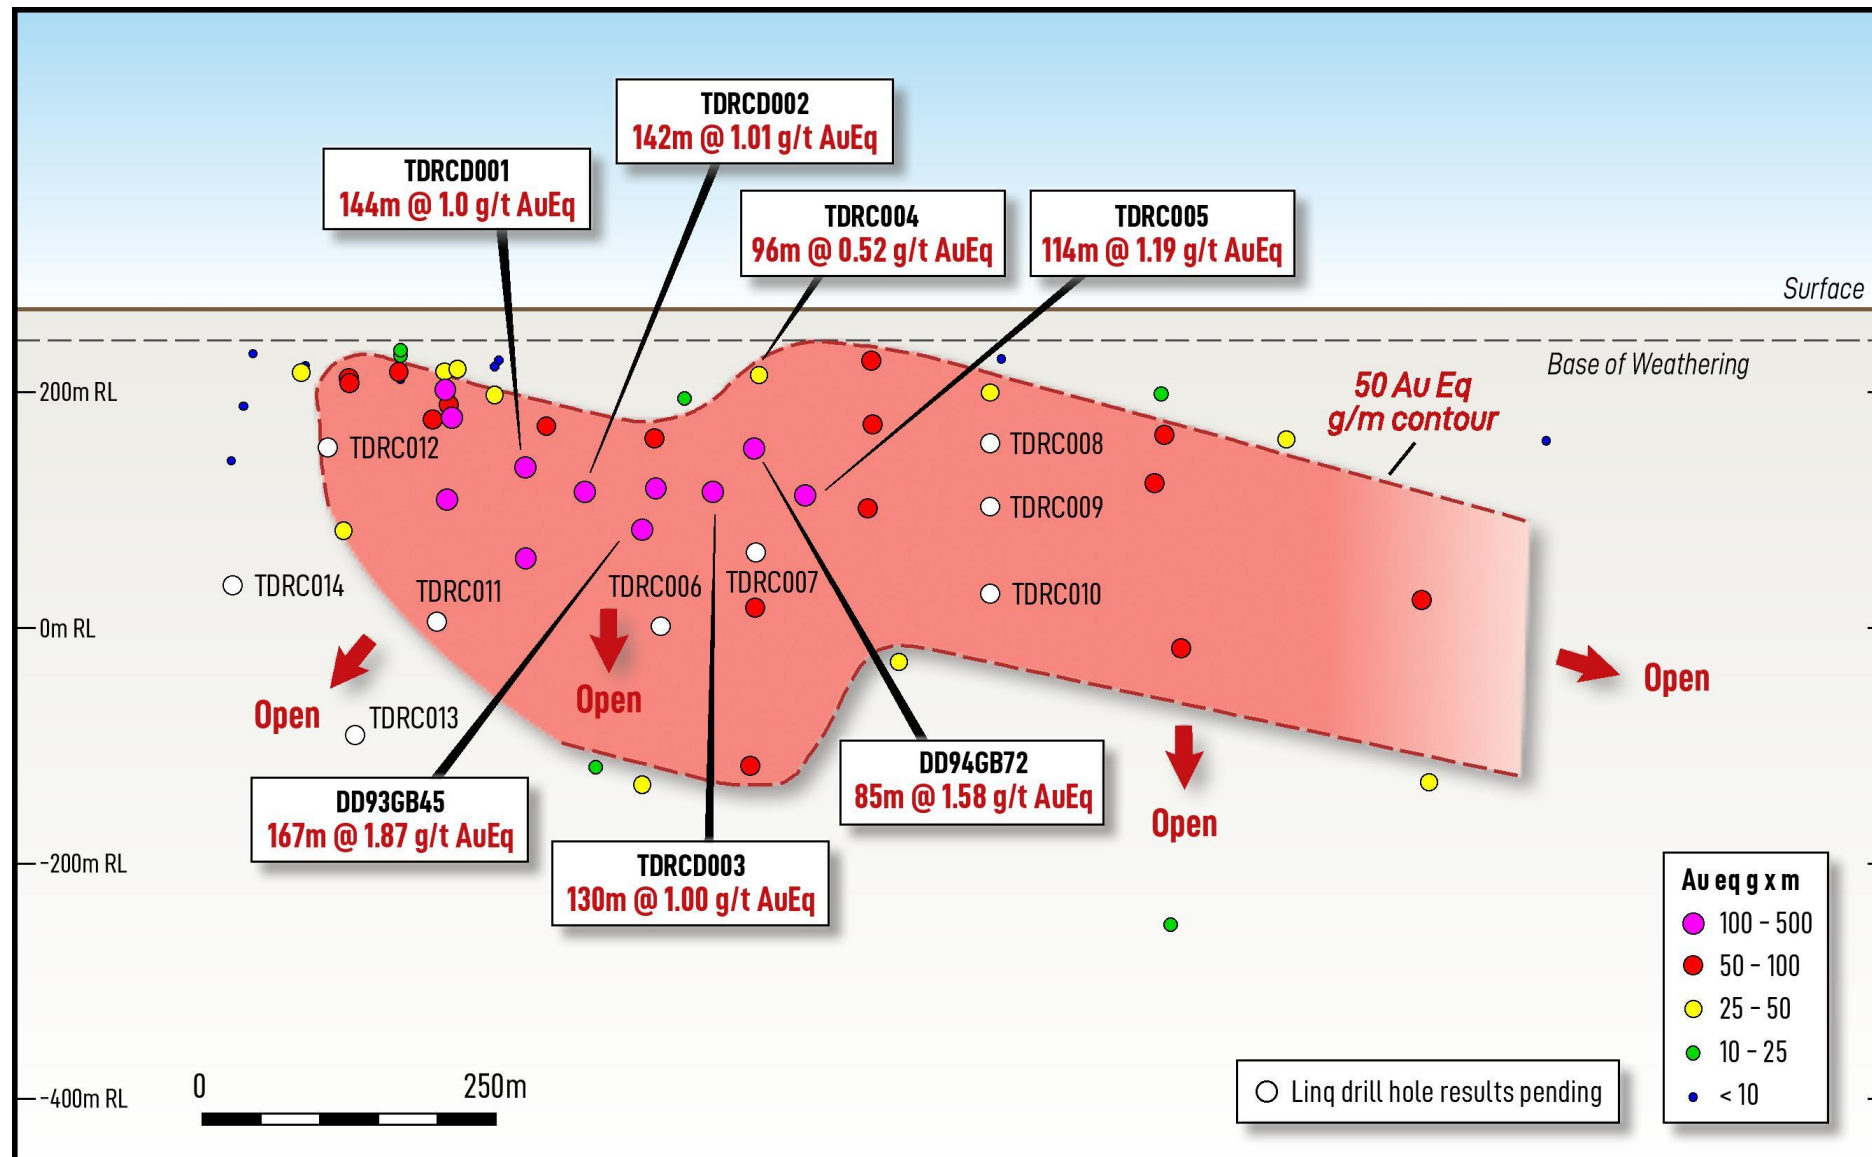 TDRCD002
142m @ 1.01 g/t AuEq
TDRCD001
144m @ 1.0 g/t AuEq
TDRC004
96m @ 0.52 g/t AuEq
TDRC005
114m @ 1.19 g/t AuEq
Surface
Base of Weathering
200m RL
50 Au Eq
g/m contour
TDRC012
TDRC008
TDRC009
TDRC014
TDRC011
TDRC006
TDRC007
TDRC010
0m RL
Open
Open
Open
TDRC013
DD94GB72
85m @ 1.58 g/t AuEq
DD93GB45
167m @ 1.87 g/t AuEq
Open
TDRCD003
130m @ 1.00 g/t AuEq
-200m RL
Au eq g x m
100 - 500
50 - 100
25 - 50
10 - 25
< 10
0 250m
Linq drill hole results pending
-400m RL